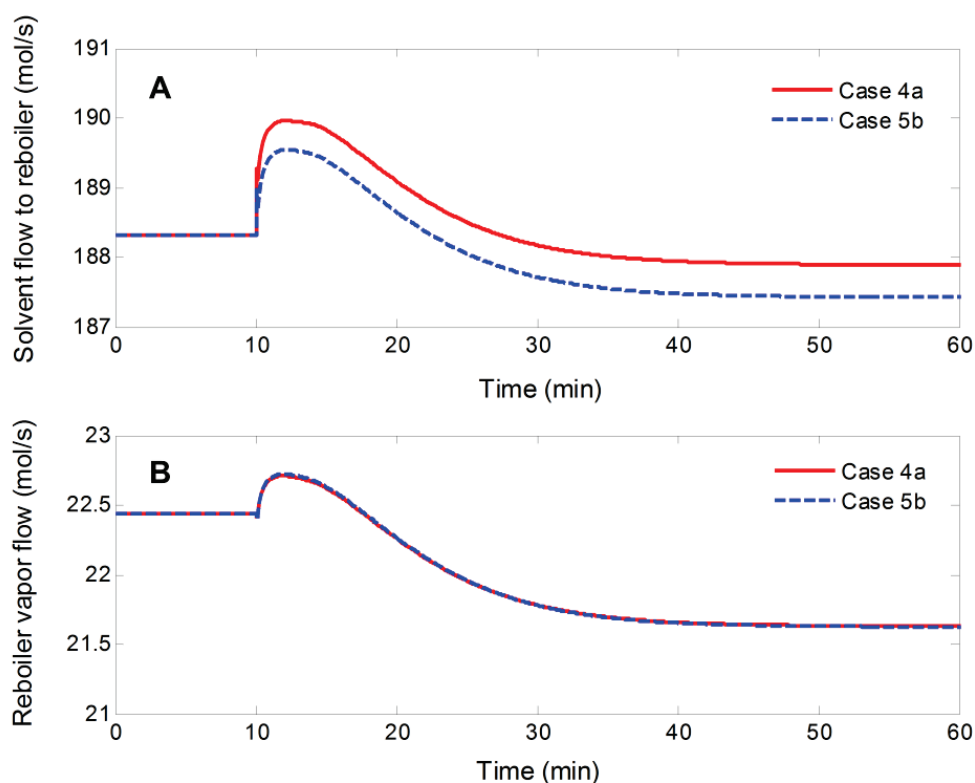 Solvent flow to reboiler (mol/s)
191
190
189
188
187
A
Case 4a
Case 5b
0 10 20 30 40 50 60
Time (min)
Reboiler vapor flow (mol/s)
23
22.5
22
21.5
21
B
Case 4a
Case 5b
0 10 20 30 40 50 60
Time (min)